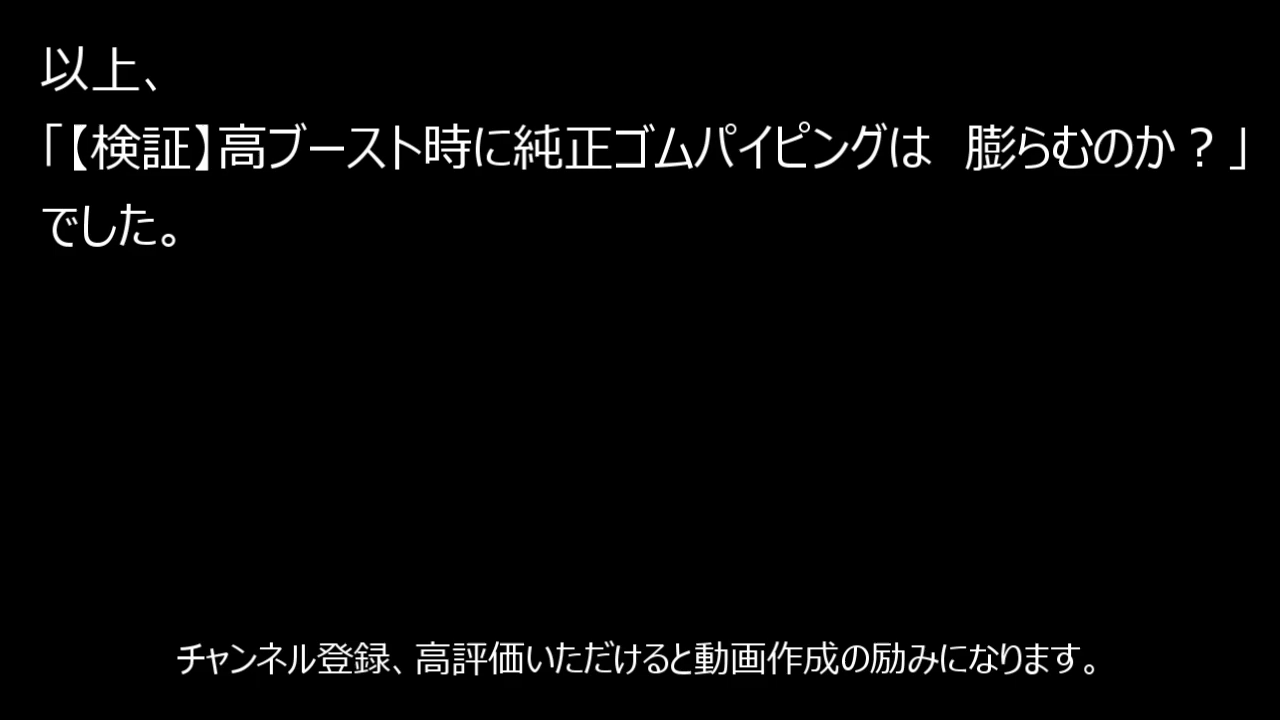 以上、
「【検証】高ブースト時に純正ゴムパイピングは　膨らむのか？」
でした。
チャンネル登録、高評価いただけると動画作成の励みになります。